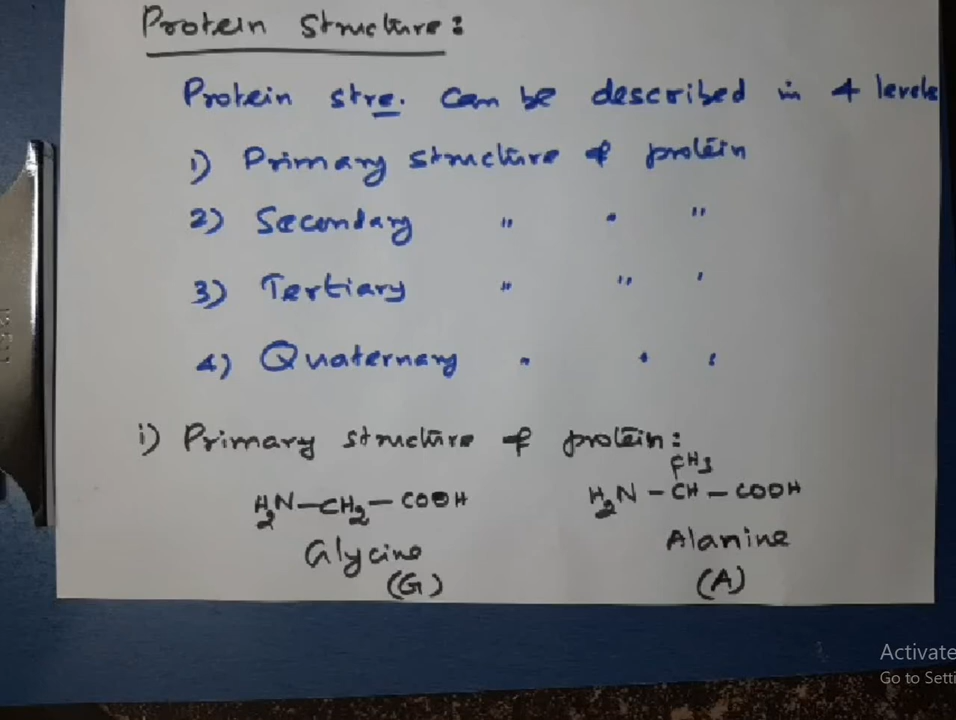 Protein Structure:
Protein stre. can be described in 4 levels
1) Primary structure of protein
2) Secondary " " "
3) Tertiary " " "
4) Quaternary " " "
i) Primary structure of protein:
CH3
H2N-CH2-COOH H2N-CH-COOH
Glycine Alanine
(G) (A)
Activate
Go to Setti